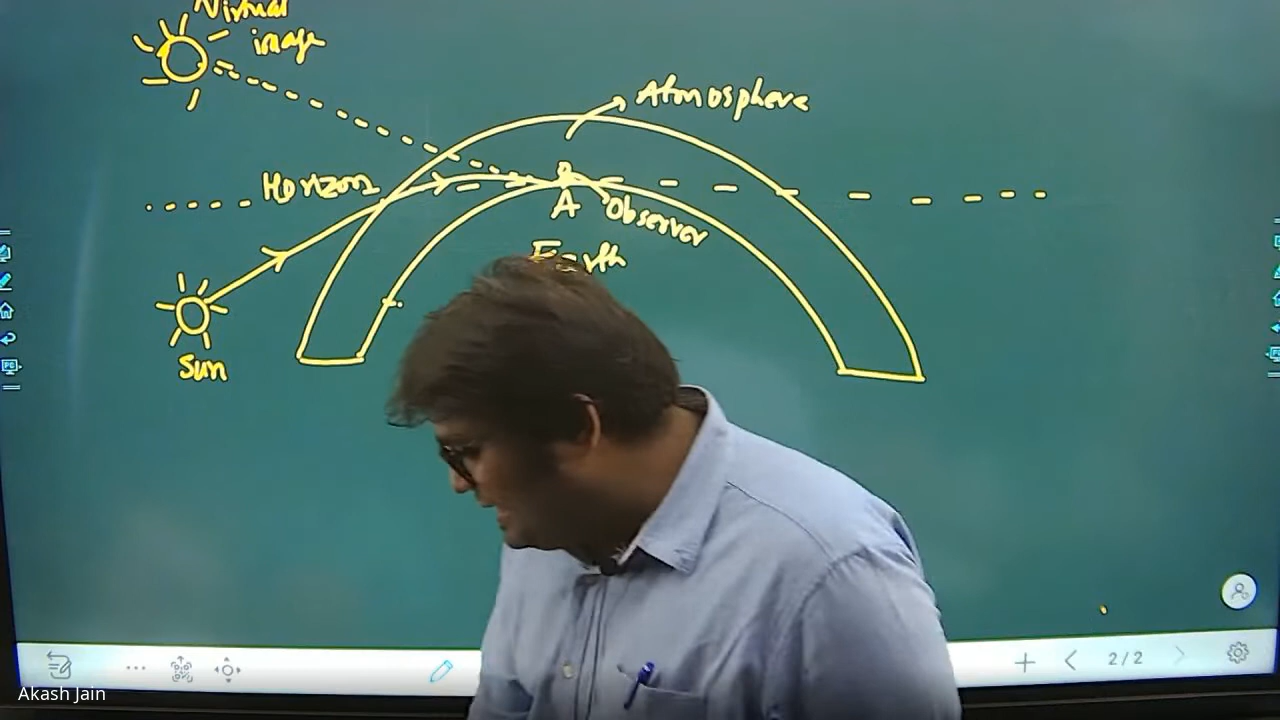 Virtual
image
Atmosphere
Horizon
A
Observer
Earth
Sun
2/2
Akash Jain